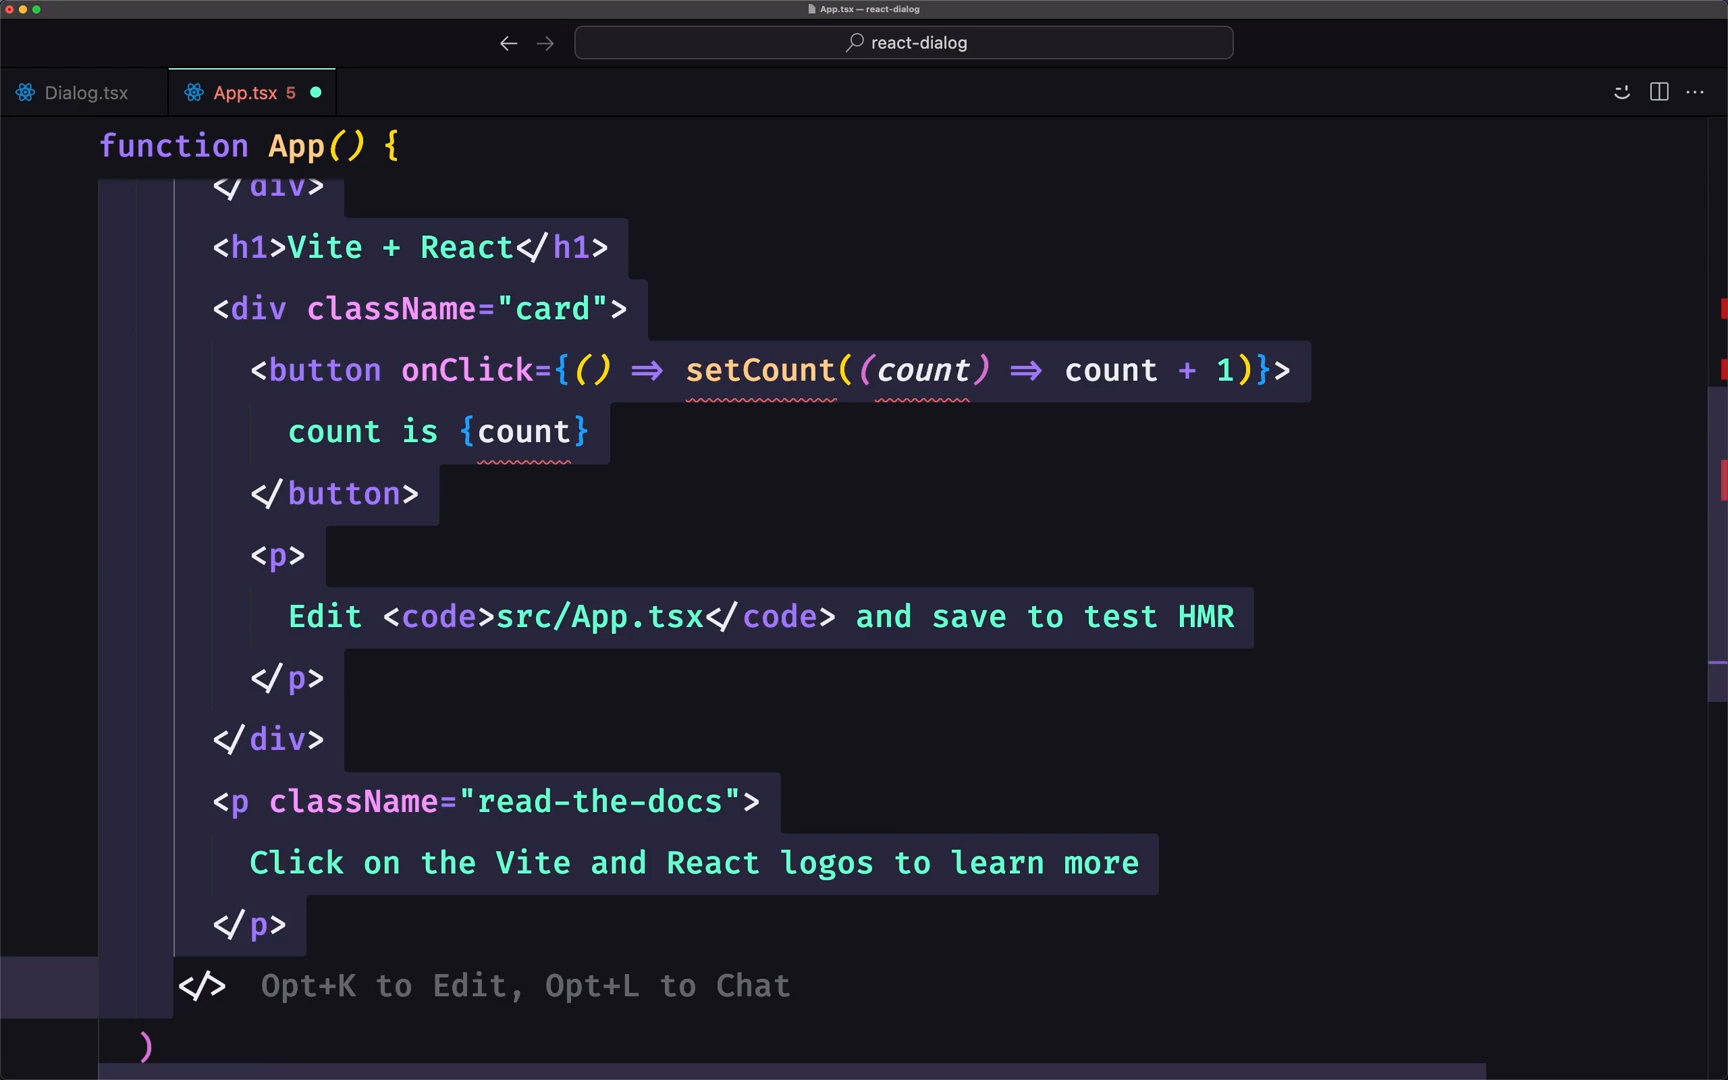 App.tsx — react-dialog
react-dialog
Dialog.tsx
App.tsx 5
function App() {
</div>
<h1>Vite + React</h1>
<div className="card">
<button onClick={() => setCount((count) => count + 1)}>
count is {count}
</button>
<p>
Edit <code>src/App.tsx</code> and save to test HMR
</p>
</div>
<p className="read-the-docs">
Click on the Vite and React logos to learn more
</p>
</> Opt+K to Edit, Opt+L to Chat
)